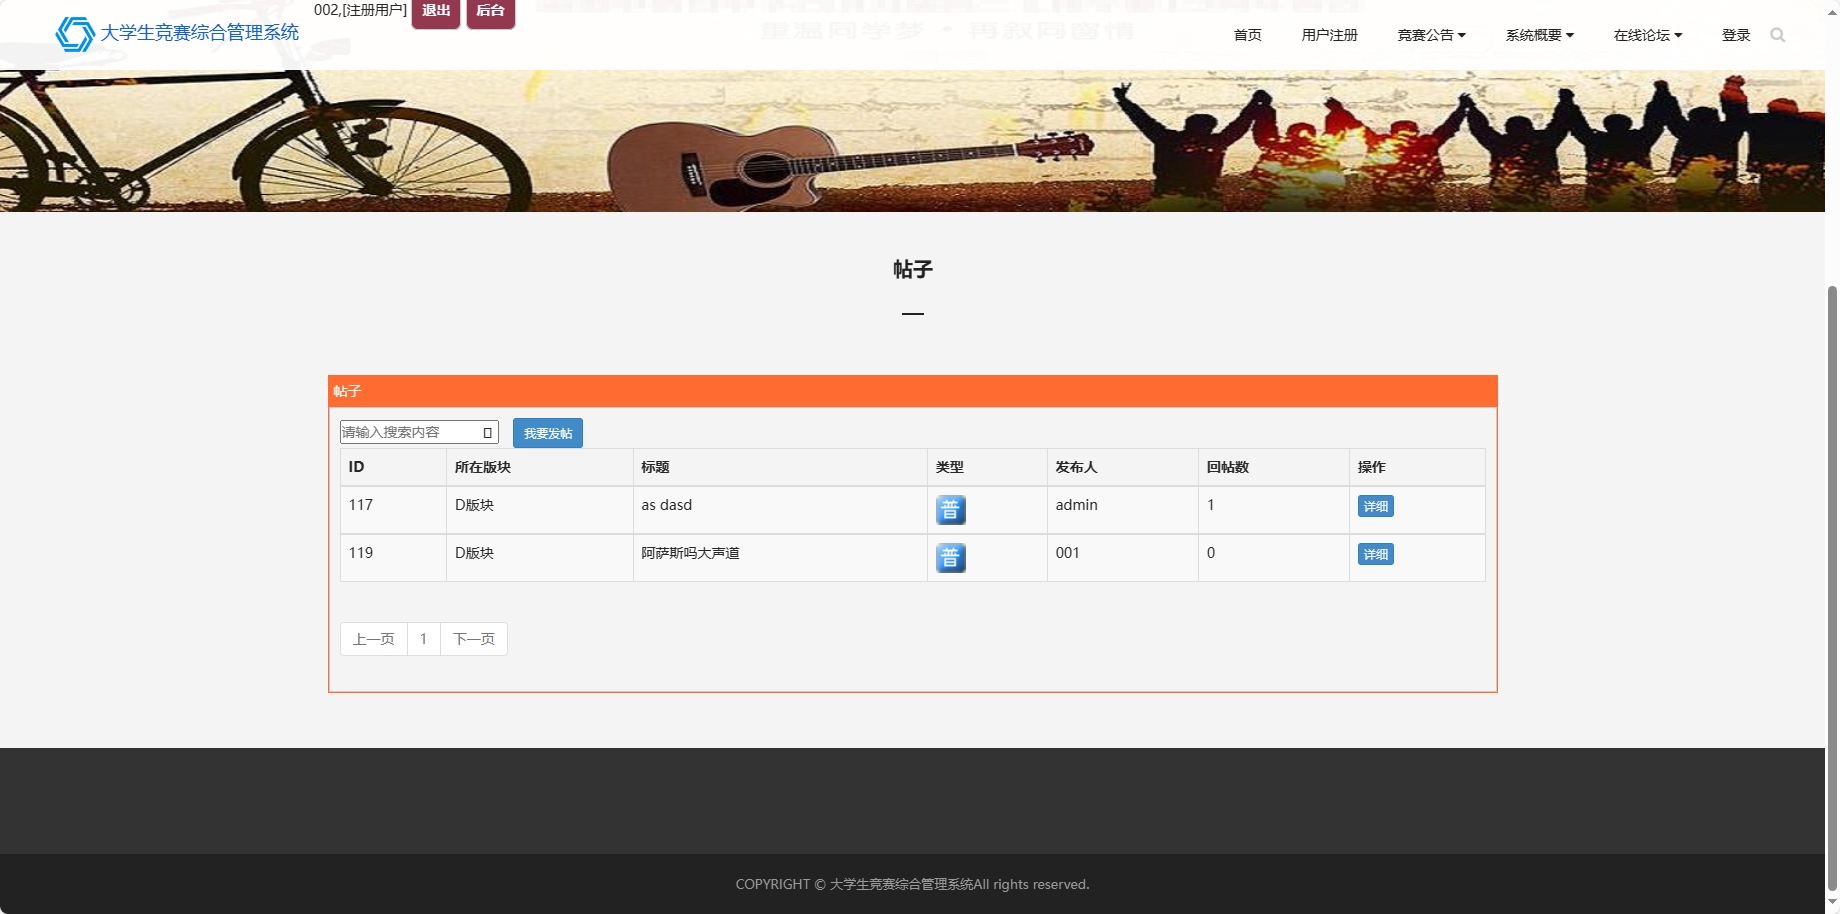 大学生竞赛综合管理系统
002,[注册用户] 退出 后台
首页 用户注册 竞赛公告 系统概要 在线论坛 登录
重温同学梦 · 再叙同窗情
帖子
帖子
请输入搜索内容 我要发帖
ID 所在版块 标题 类型 发布人 回帖数 操作
117 D版块 as dasd 普 admin 1 详细
119 D版块 阿萨斯吗大声道 普 001 0 详细
上一页 1 下一页
COPYRIGHT © 大学生竞赛综合管理系统All rights reserved.